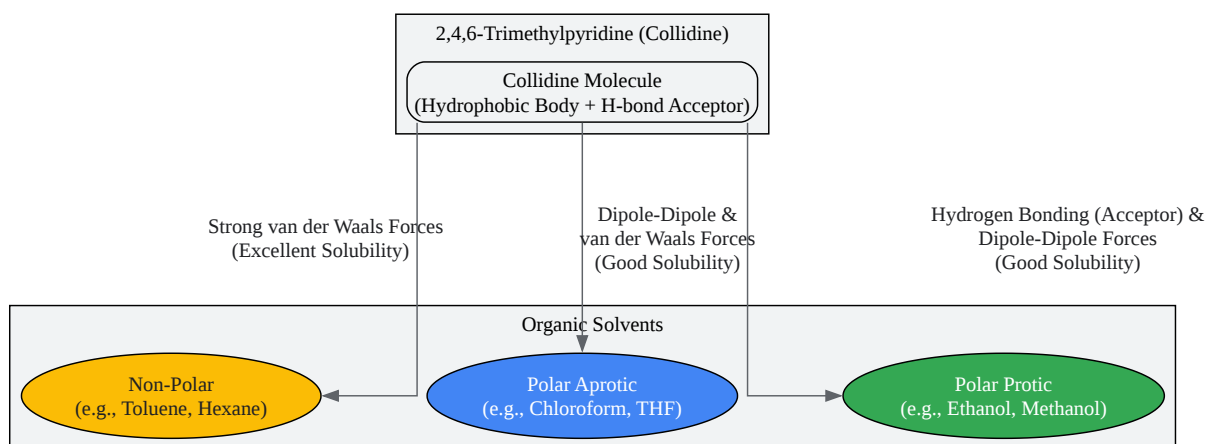 2,4,6-Trimethylpyridine (Collidine)
Collidine Molecule
(Hydrophobic Body + H-bond Acceptor)
Strong van der Waals Forces
(Excellent Solubility)
Dipole-Dipole &
van der Waals Forces
(Good Solubility)
Hydrogen Bonding (Acceptor) &
Dipole-Dipole Forces
(Good Solubility)
Organic Solvents
Non-Polar
(e.g., Toluene, Hexane)
Polar Aprotic
(e.g., Chloroform, THF)
Polar Protic
(e.g., Ethanol, Methanol)